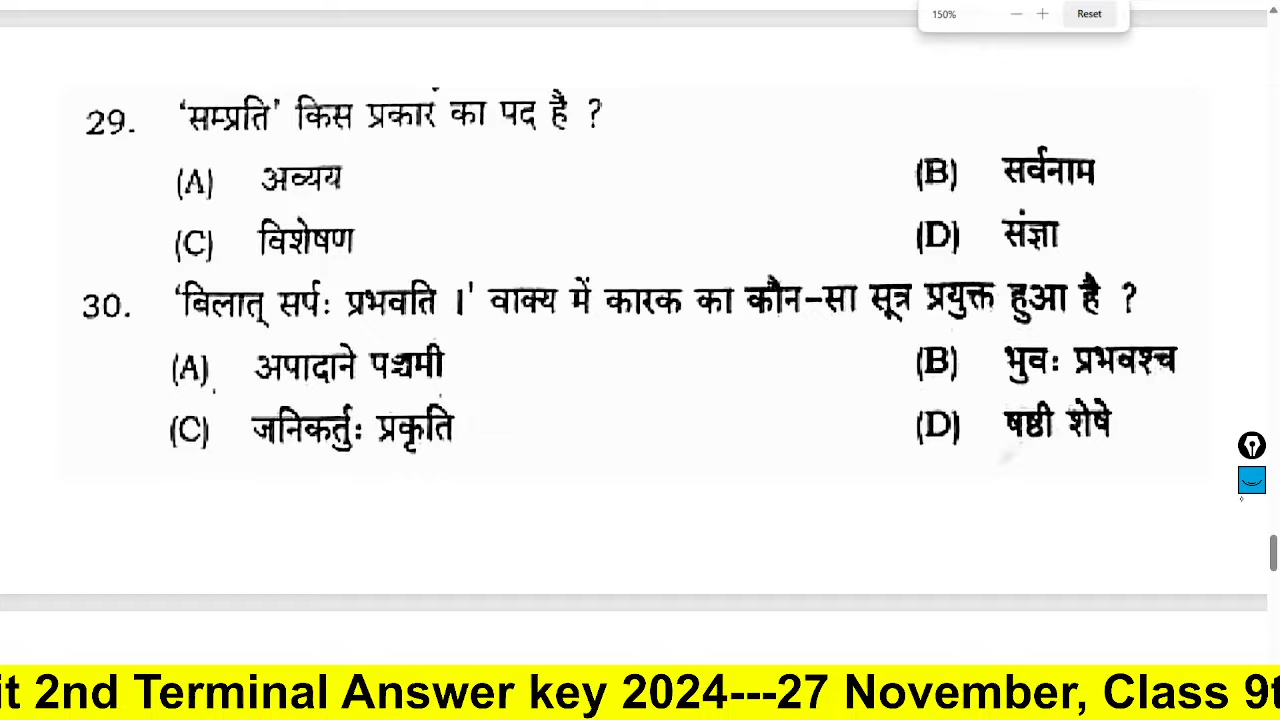 150% — + Reset
29. 'सम्प्रति' किस प्रकार का पद है ?
(A) अव्यय (B) सर्वनाम
(C) विशेषण (D) संज्ञा
30. 'बिलात् सर्पः प्रभवति ।' वाक्य में कारक का कौन-सा सूत्र प्रयुक्त हुआ है ?
(A) अपादाने पञ्चमी (B) भुवः प्रभवश्च
(C) जनिकर्तुः प्रकृति (D) षष्ठी शेषे
it 2nd Terminal Answer key 2024---27 November, Class 9t